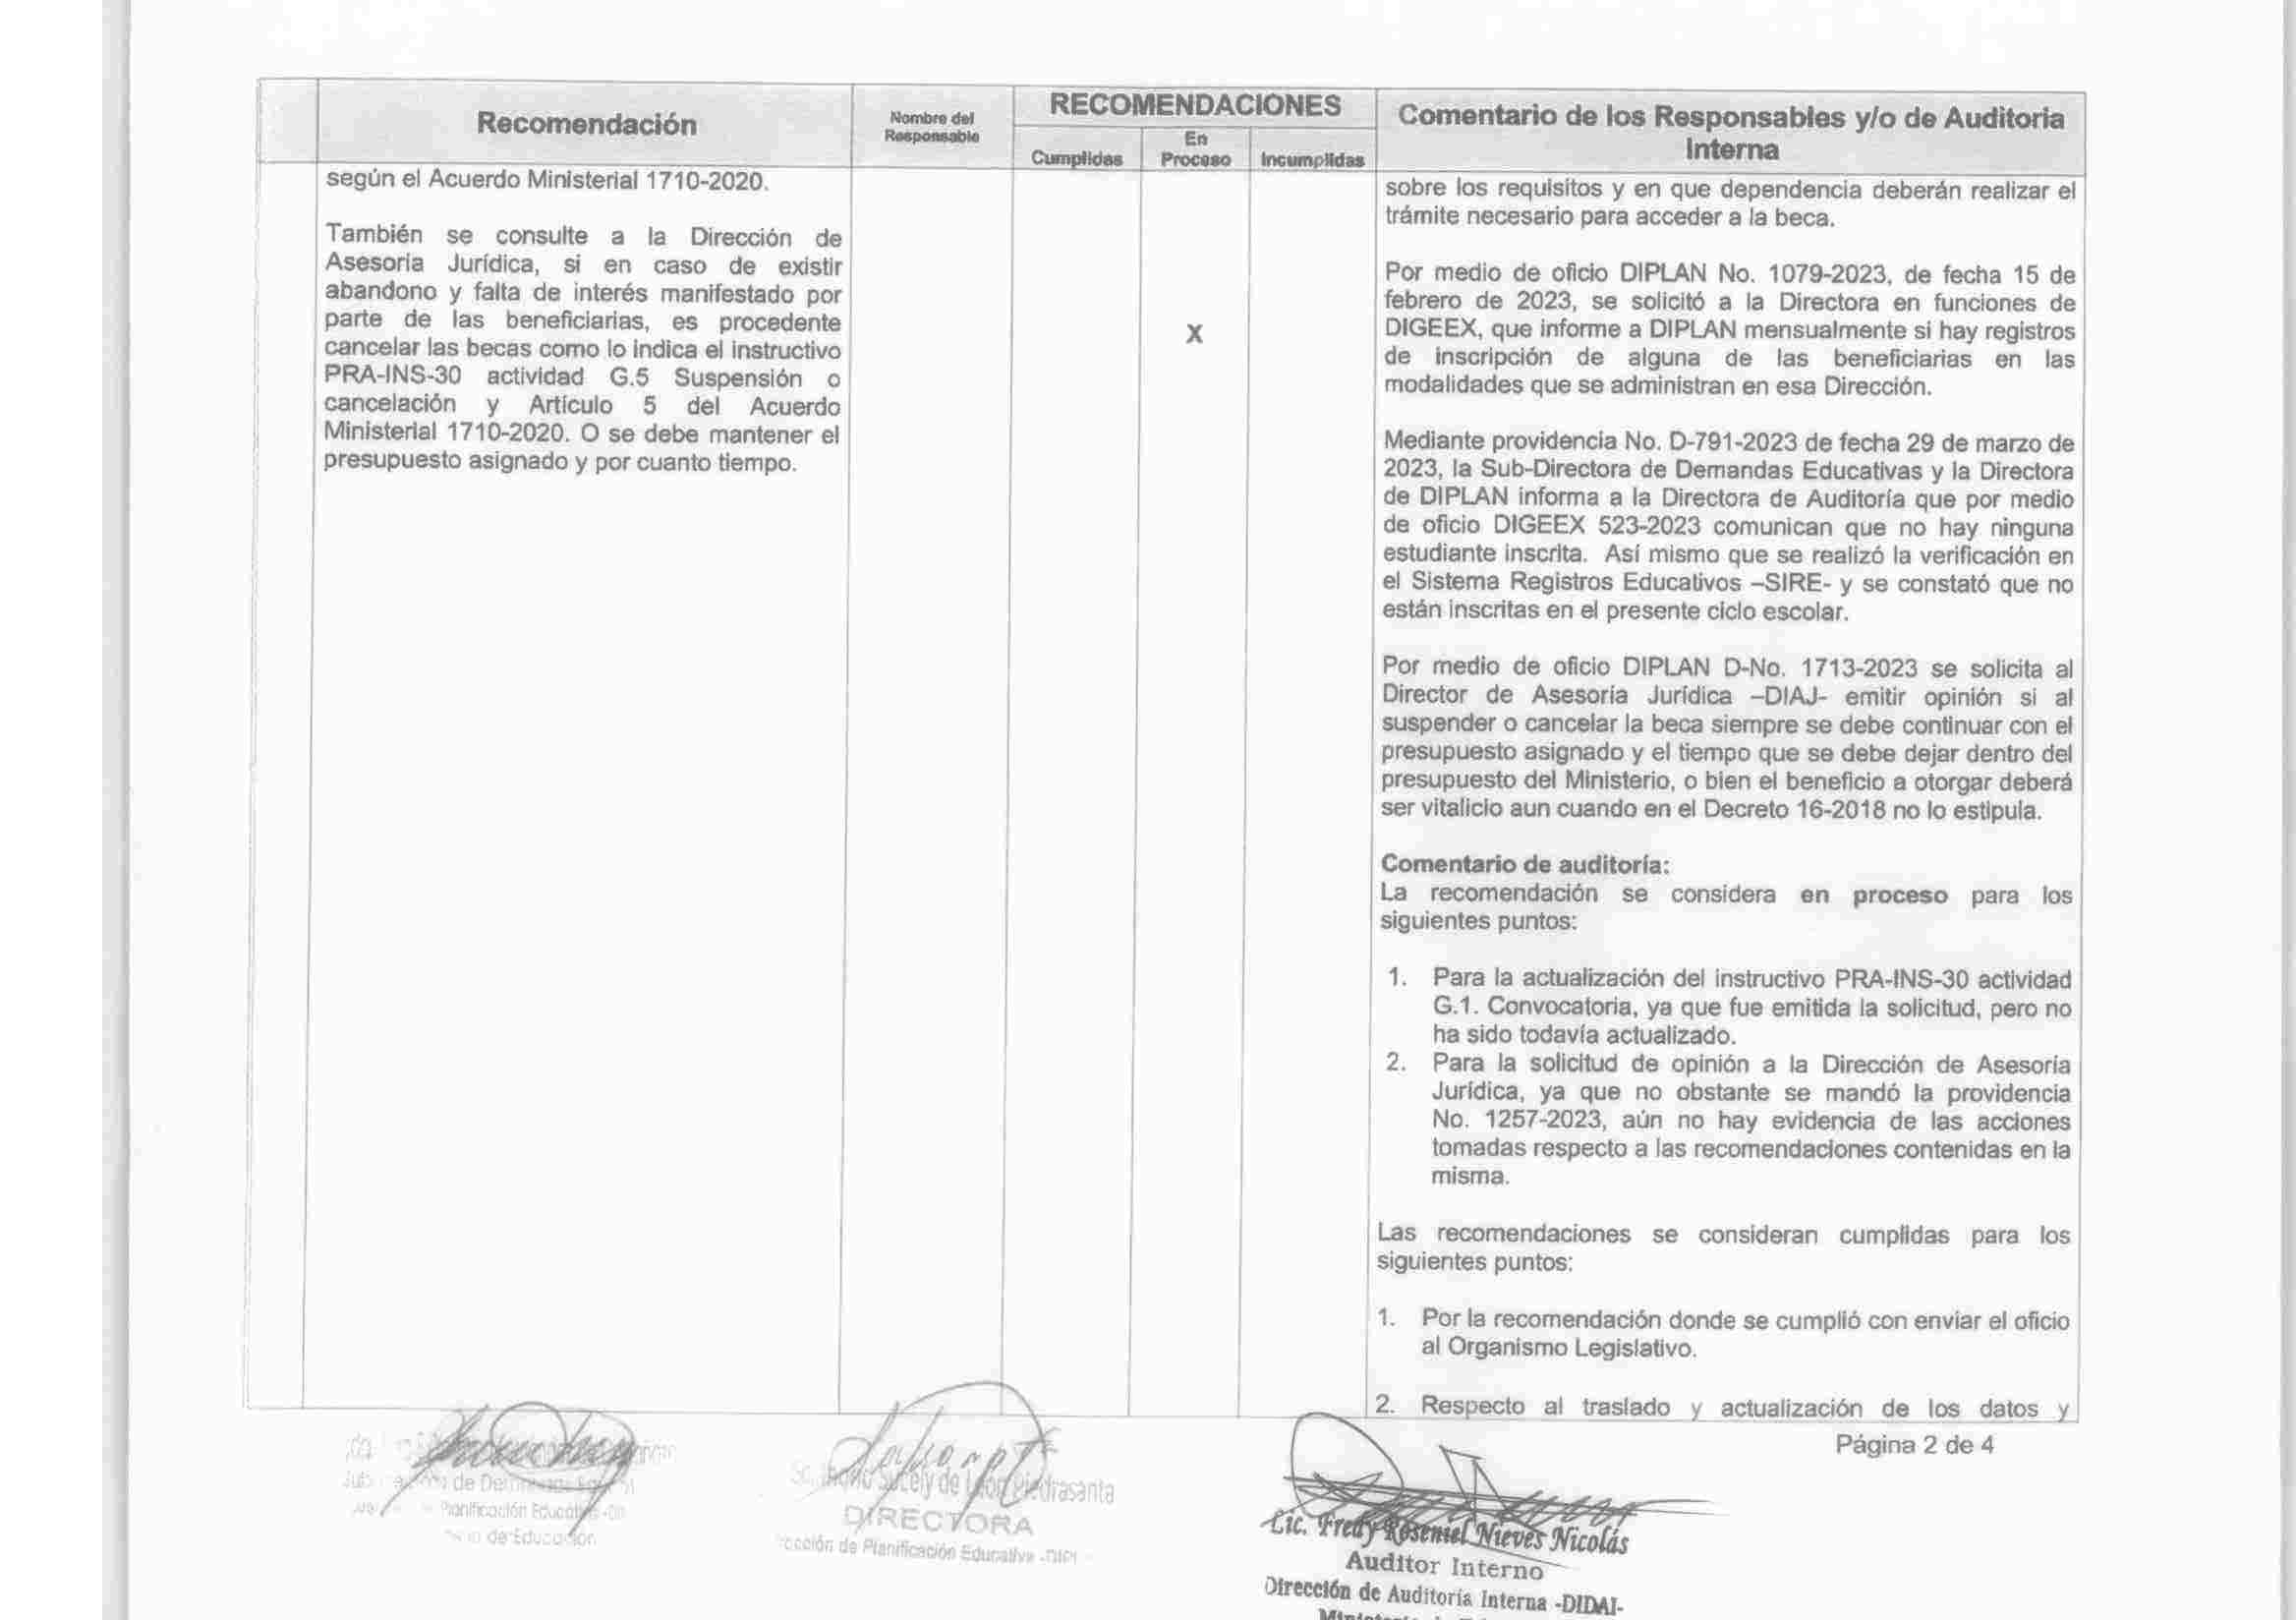 Recomendación
Nombre del
Responsable
RECOMENDACIONES
Cumplidas
En
Proceso
Incumplidas
Comentario de los Responsables y/o de Auditoria
Interna
según el Acuerdo Ministerial 1710-2020.
También se consulte a la Dirección de
Asesoría Jurídica, si en caso de existir
abandono y falta de interés manifestado por
parte de las beneficiarias, es procedente
cancelar las becas como lo indica el instructivo
PRA-INS-30 actividad G.5 Suspensión o
cancelación y Artículo 5 del Acuerdo
Ministerial 1710-2020. O se debe mantener el
presupuesto asignado y por cuanto tiempo.
X
sobre los requisitos y en que dependencia deberán realizar el
trámite necesario para acceder a la beca.
Por medio de oficio DIPLAN No. 1079-2023, de fecha 15 de
febrero de 2023, se solicitó a la Directora en funciones de
DIGEEX, que informe a DIPLAN mensualmente si hay registros
de inscripción de alguna de las beneficiarias en las
modalidades que se administran en esa Dirección.
Mediante providencia No. D-791-2023 de fecha 29 de marzo de
2023, la Sub-Directora de Demandas Educativas y la Directora
de DIPLAN informa a la Directora de Auditoría que por medio
de oficio DIGEEX 523-2023 comunican que no hay ninguna
estudiante inscrita. Así mismo que se realizó la verificación en
el Sistema Registros Educativos –SIRE- y se constató que no
están inscritas en el presente ciclo escolar.
Por medio de oficio DIPLAN D-No. 1713-2023 se solicita al
Director de Asesoría Jurídica –DIAJ- emitir opinión si al
suspender o cancelar la beca siempre se debe continuar con el
presupuesto asignado y el tiempo que se debe dejar dentro del
presupuesto del Ministerio, o bien el beneficio a otorgar deberá
ser vitalicio aun cuando en el Decreto 16-2018 no lo estipula.
Comentario de auditoría:
La recomendación se considera en proceso para los
siguientes puntos:
1. Para la actualización del instructivo PRA-INS-30 actividad
G.1. Convocatoria, ya que fue emitida la solicitud, pero no
ha sido todavía actualizado.
2. Para la solicitud de opinión a la Dirección de Asesoría
Jurídica, ya que no obstante se mandó la providencia
No. 1257-2023, aún no hay evidencia de las acciones
tomadas respecto a las recomendaciones contenidas en la
misma.
Las recomendaciones se consideran cumplidas para los
siguientes puntos:
1. Por la recomendación donde se cumplió con enviar el oficio
al Organismo Legislativo.
2. Respecto al traslado y actualización de los datos y
Página 2 de 4
de
Planificación
de Educación
Sucely de León Piedrasanta
DIRECTORA
de Planificación Educativa
Lic. Fredy Roseniel Nieves Nicolás
Auditor Interno
Dirección de Auditoría Interna -DIDAI-